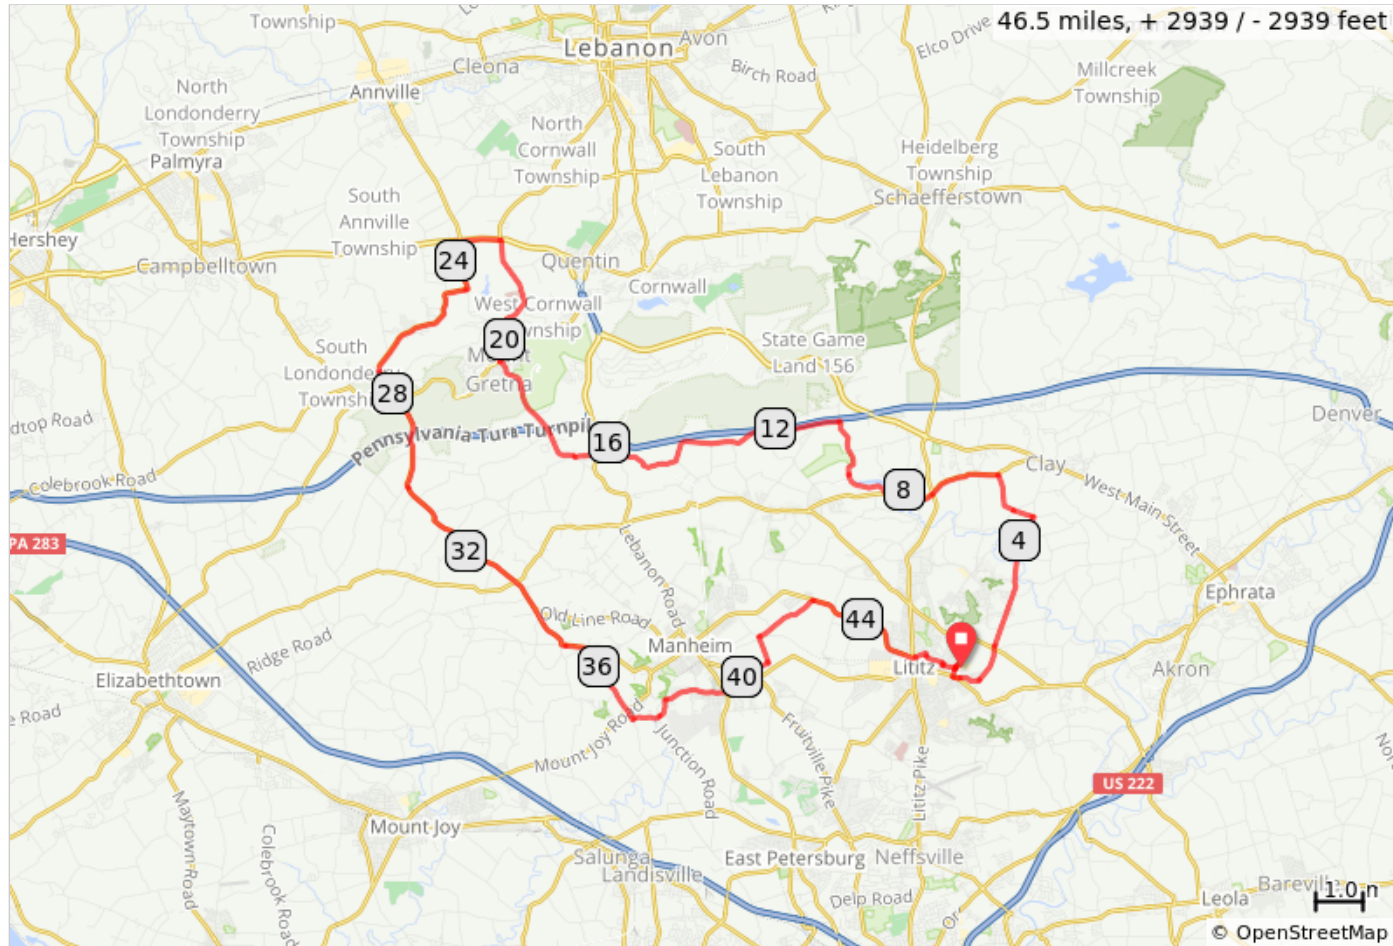 46.5 miles, + 2939 / - 2939 feet
Township
Lebanon
Avon
Elco Drive
Cleona
Birch Road
Annville
Millcreek
Township
North
Londonderry
Township
Palmyra
North
Cornwall
Township
South
Lebanon
Township
Heidelberg
Township
Schaefferstown
South
Annville
Township
Hershey
Campbelltown
24
Quentin
Cornwall
West Cornwall
20
State Game
Land 156
South
Gretna
28
dtop Road
Denver
Pennsylvania
12
16
Colebrook Road
Clay
West Main Street
8
4
PA 283
32
Lebanon Road
Ephrata
Old Line Road
44
Ridge Road
Manheim
36
40
Lititz
Elizabethtown
Akron
e Road
Mount Joy Road
Junction Road
Fruitville Pike
Lititz Pike
US 222
Maytown Road
Colebrook Road
Mount Joy
Salunga
Landisville
East Petersburg
Neffsville
Delp Road
Leola
Bareville
1.0 n
© OpenStreetMap